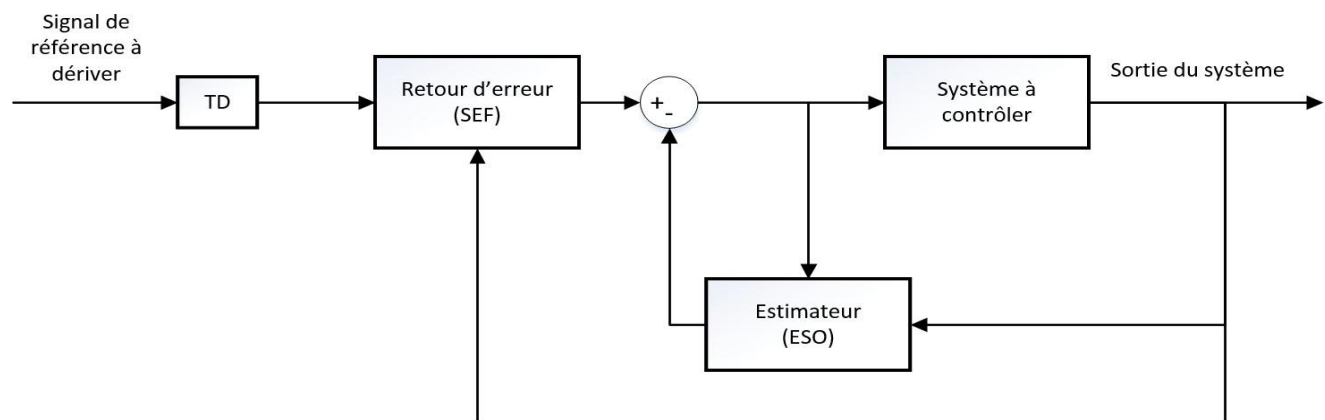 Signal de
référence à
dériver
TD
Retour d’erreur
(SEF)
+
-
Système à
contrôler
Sortie du système
Estimateur
(ESO)